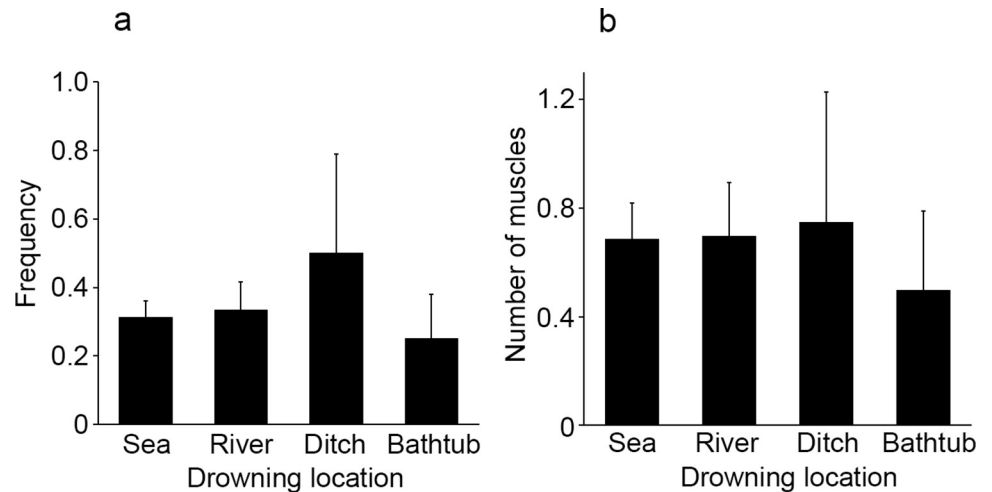 a
Frequency
1.0
0.8
0.6
0.4
0.2
0
Sea River Ditch Bathtub
Drowning location
b
Number of muscles
1.2
0.8
0.4
0
Sea River Ditch Bathtub
Drowning location